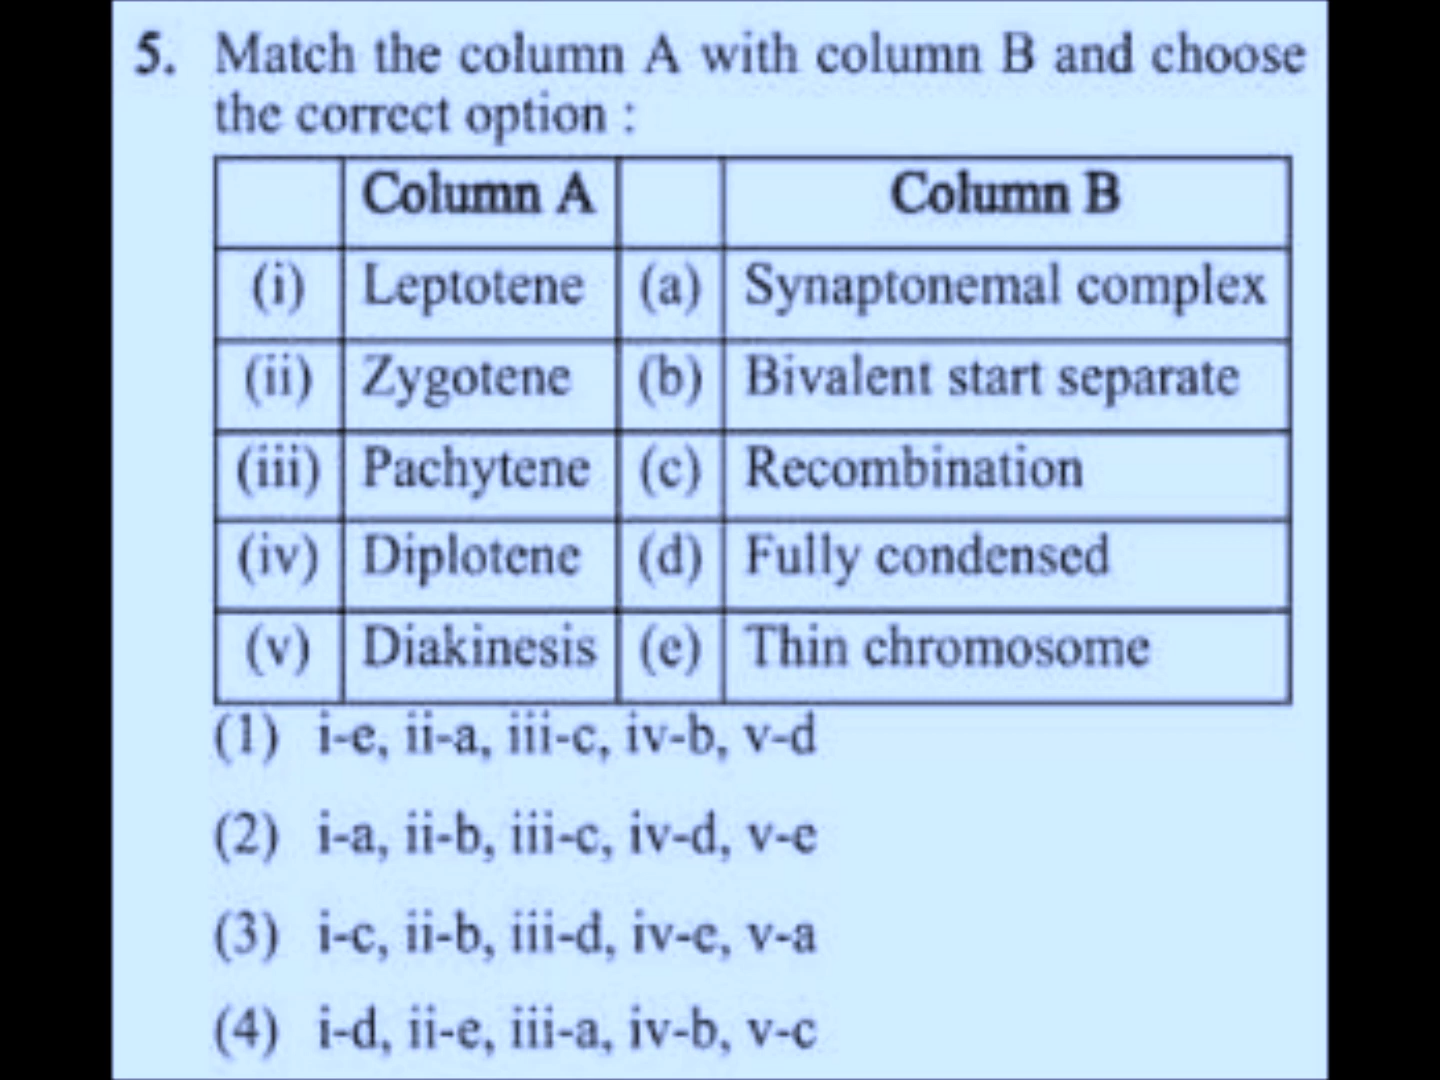 5. Match the column A with column B and choose
the correct option :
Column A Column B
(i) Leptotene (a) Synaptonemal complex
(ii) Zygotene (b) Bivalent start separate
(iii) Pachytene (c) Recombination
(iv) Diplotene (d) Fully condensed
(v) Diakinesis (e) Thin chromosome
(1) i-e, ii-a, iii-c, iv-b, v-d
(2) i-a, ii-b, iii-c, iv-d, v-e
(3) i-c, ii-b, iii-d, iv-e, v-a
(4) i-d, ii-e, iii-a, iv-b, v-c